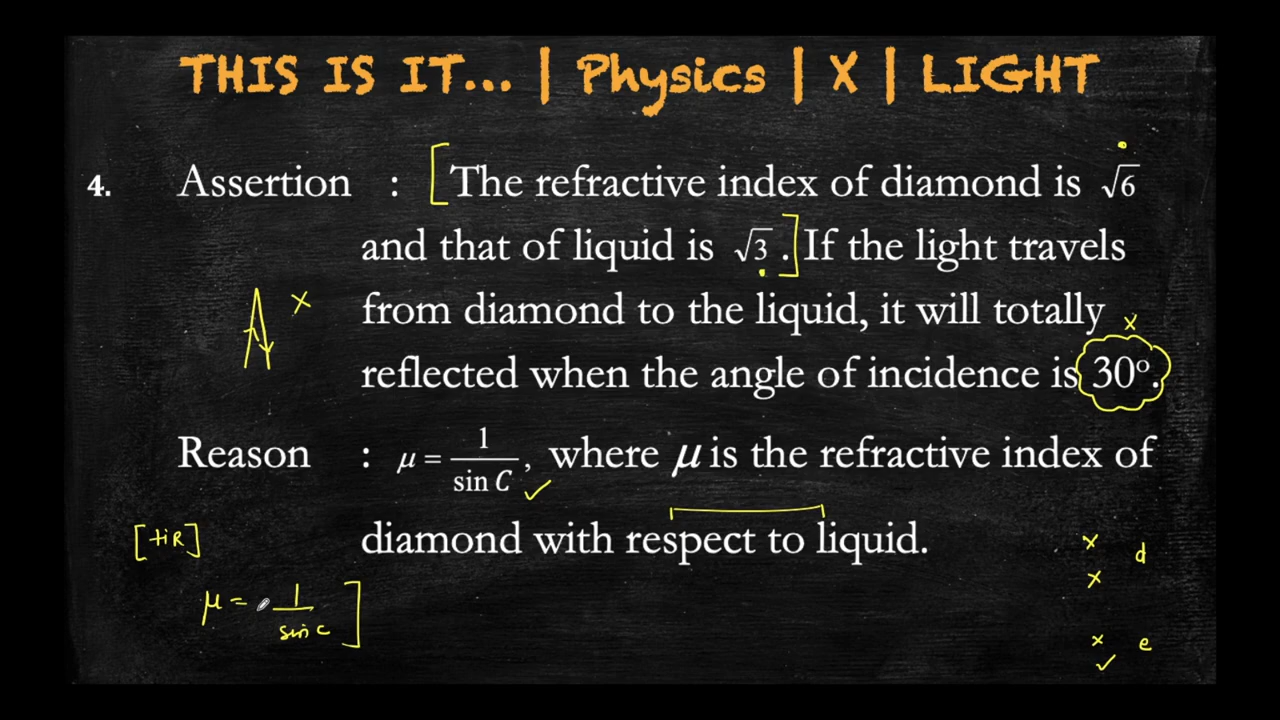 THIS IS IT... | Physics | X | LIGHT
4. Assertion : [The refractive index of diamond is √6
and that of liquid is √3 .] If the light travels
A x from diamond to the liquid, it will totally x
reflected when the angle of incidence is 30°.
Reason : μ = 1/sin C, where μ is the refractive index of
[TIR] diamond with respect to liquid. x d
x
μ = 1/sin c ]
x e
✓